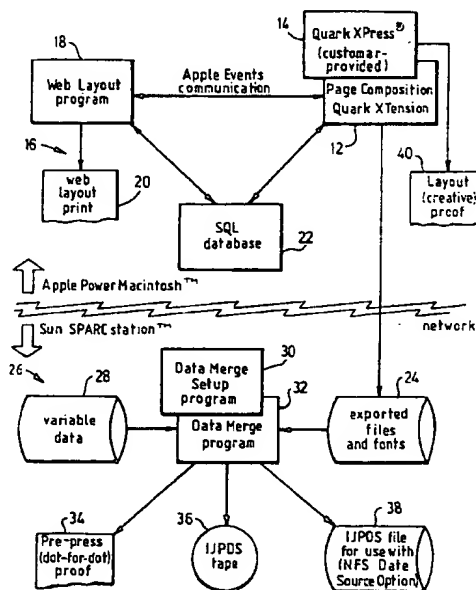 14
Quark XPress®
(customar-
provided)
18
Web Layout
program
Apple Events
communication
Page Composition
Quark XTension
16
12
40
web
layout
print
20
Layout
(creative)
proof
SQL
database
22
Apple Power Macintosh™
Sun SPARCstation™
network
26
28
30
Data Merge
Setup
program
32
24
variable
data
Data Merge
program
exported
files
and fonts
34
Pre-press
(dot-for-dot)
proof
36
IJPDS
tape
38
IJPDS file
for use with
(NFS Date
Source Option)